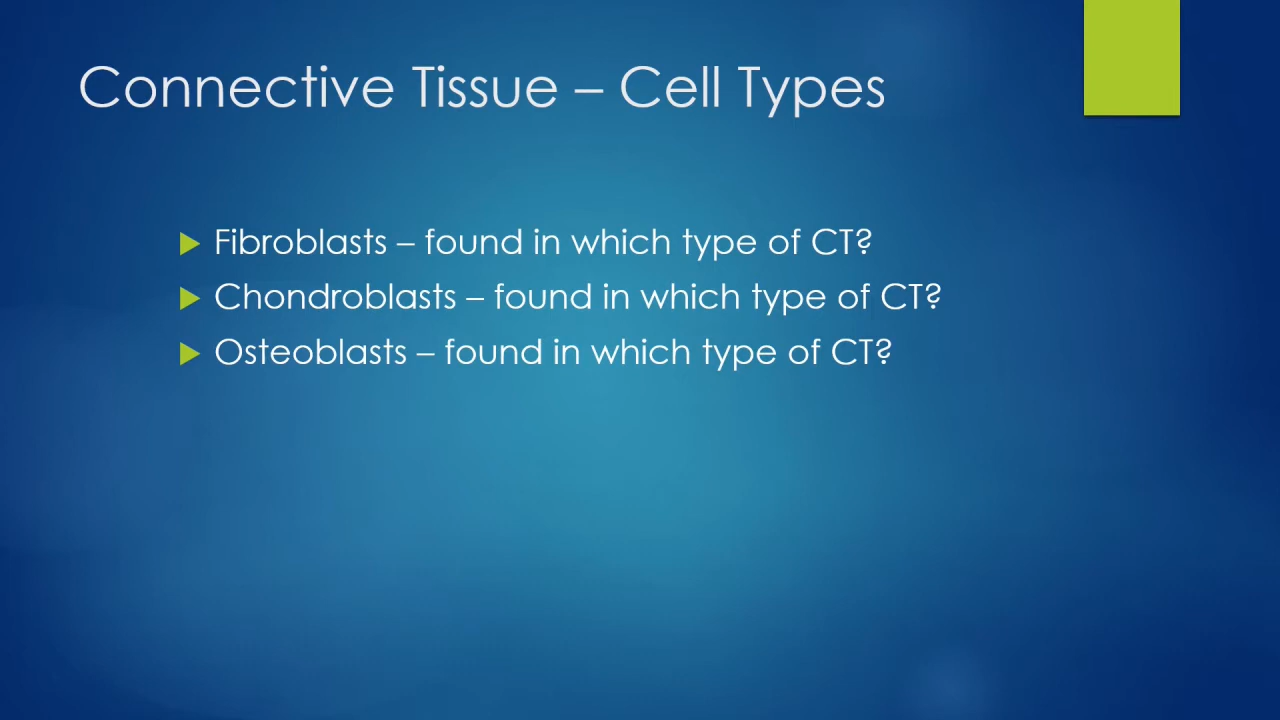 Connective Tissue – Cell Types
Fibroblasts – found in which type of CT?
Chondroblasts – found in which type of CT?
Osteoblasts – found in which type of CT?